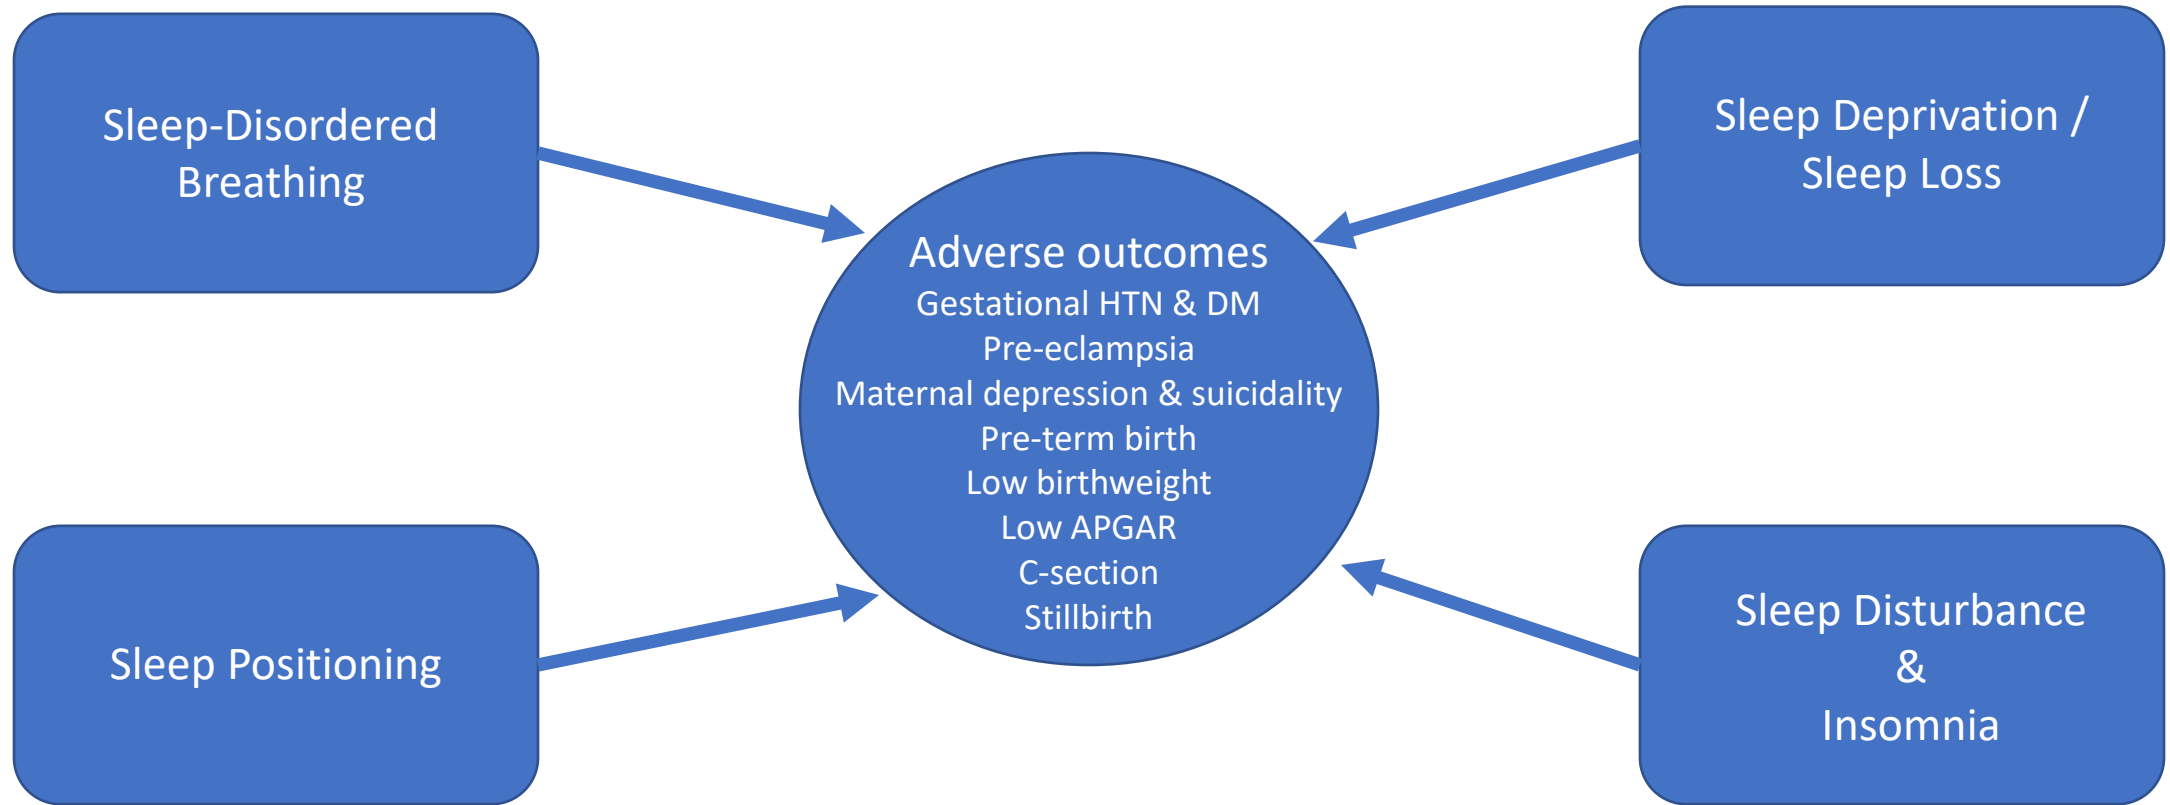 Sleep-Disordered
Breathing
Sleep Deprivation /
Sleep Loss
Adverse outcomes
Gestational HTN & DM
Pre-eclampsia
Maternal depression & suicidality
Pre-term birth
Low birthweight
Low APGAR
C-section
Stillbirth
Sleep Positioning
Sleep Disturbance
&
Insomnia